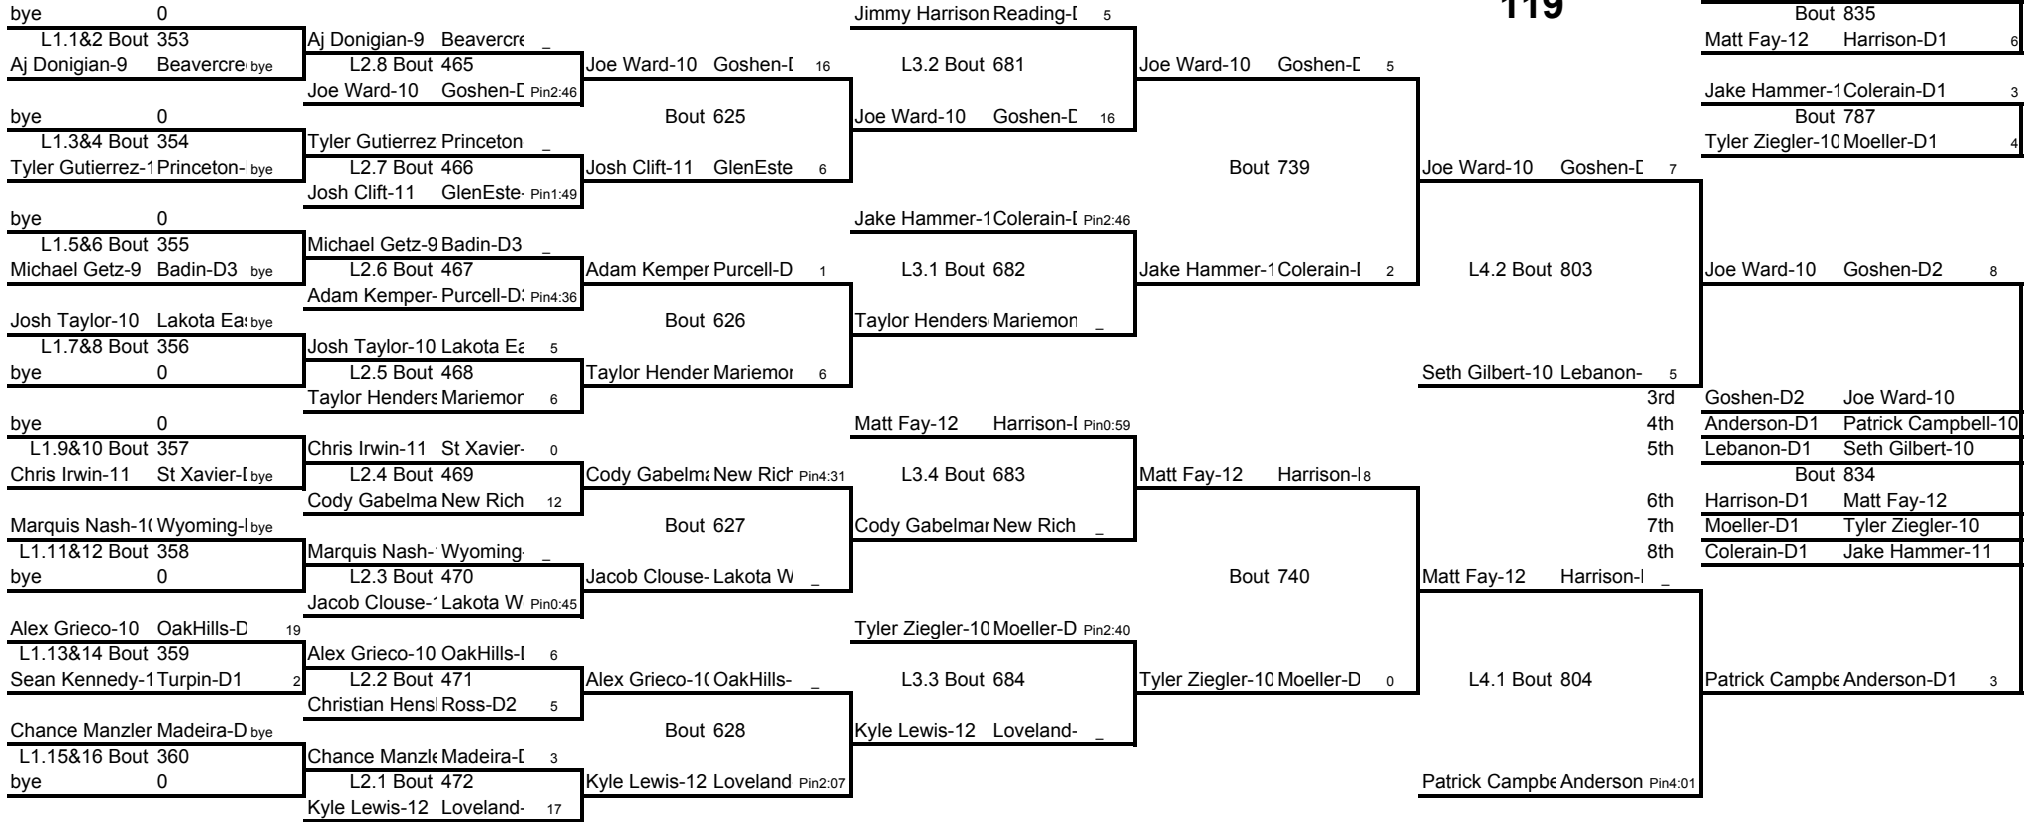 119
bye 0
L1.1&2 Bout 353
Aj Donigian-9 Beavercre bye
bye 0
L1.3&4 Bout 354
Tyler Gutierrez-1 Princeton- bye
bye 0
L1.5&6 Bout 355
Michael Getz-9 Badin-D3 bye
Josh Taylor-10 Lakota Eas bye
L1.7&8 Bout 356
bye 0
bye 0
L1.9&10 Bout 357
Chris Irwin-11 St Xavier-D bye
Marquis Nash-10 Wyoming-D bye
L1.11&12 Bout 358
bye 0
Alex Grieco-10 OakHills-D 19
L1.13&14 Bout 359
Sean Kennedy-1 Turpin-D1 2
Chance Manzler Madeira-D bye
L1.15&16 Bout 360
bye 0
Aj Donigian-9 Beavercre _
L2.8 Bout 465
Joe Ward-10 Goshen-D Pin2:46
Tyler Gutierrez Princeton- _
L2.7 Bout 466
Josh Clift-11 GlenEste- Pin1:49
Michael Getz-9 Badin-D3 _
L2.6 Bout 467
Adam Kemper- Purcell-D3 Pin4:36
Josh Taylor-10 Lakota Ea 5
L2.5 Bout 468
Taylor Henders Mariemon 6
Chris Irwin-11 St Xavier- 0
L2.4 Bout 469
Cody Gabelma New Rich 12
Marquis Nash-1 Wyoming- _
L2.3 Bout 470
Jacob Clouse-1 Lakota W Pin0:45
Alex Grieco-10 OakHills-D 6
L2.2 Bout 471
Christian Hens Ross-D2 5
Chance Manzle Madeira-D 3
L2.1 Bout 472
Kyle Lewis-12 Loveland- 17
Joe Ward-10 Goshen-D 16
Bout 625
Josh Clift-11 GlenEste 6
Adam Kemper Purcell-D 1
Bout 626
Taylor Hender Mariemon 6
Cody Gabelma New Rich Pin4:31
Bout 627
Jacob Clouse- Lakota W _
Alex Grieco-10 OakHills- _
Bout 628
Kyle Lewis-12 Loveland Pin2:07
Jimmy Harrison Reading-D 5
L3.2 Bout 681
Joe Ward-10 Goshen-D 16
Jake Hammer-1 Colerain-D Pin2:46
L3.1 Bout 682
Taylor Henders Mariemon _
Matt Fay-12 Harrison-D Pin0:59
L3.4 Bout 683
Cody Gabelman New Rich _
Tyler Ziegler-10 Moeller-D Pin2:40
L3.3 Bout 684
Kyle Lewis-12 Loveland- _
Joe Ward-10 Goshen-D 5
Bout 739
Jake Hammer-1 Colerain-D 2
Matt Fay-12 Harrison-D 8
Bout 740
Tyler Ziegler-10 Moeller-D 0
Joe Ward-10 Goshen-D 7
L4.2 Bout 803
Seth Gilbert-10 Lebanon- 5
Matt Fay-12 Harrison-D _
L4.1 Bout 804
Patrick Campbe Anderson Pin4:01
Bout 835
Matt Fay-12 Harrison-D1 6
Jake Hammer-1 Colerain-D1 3
Bout 787
Tyler Ziegler-10 Moeller-D1 4
Joe Ward-10 Goshen-D2 8
3rd Goshen-D2 Joe Ward-10
4th Anderson-D1 Patrick Campbell-10
5th Lebanon-D1 Seth Gilbert-10
Bout 834
6th Harrison-D1 Matt Fay-12
7th Moeller-D1 Tyler Ziegler-10
8th Colerain-D1 Jake Hammer-11
Patrick Campbe Anderson-D1 3